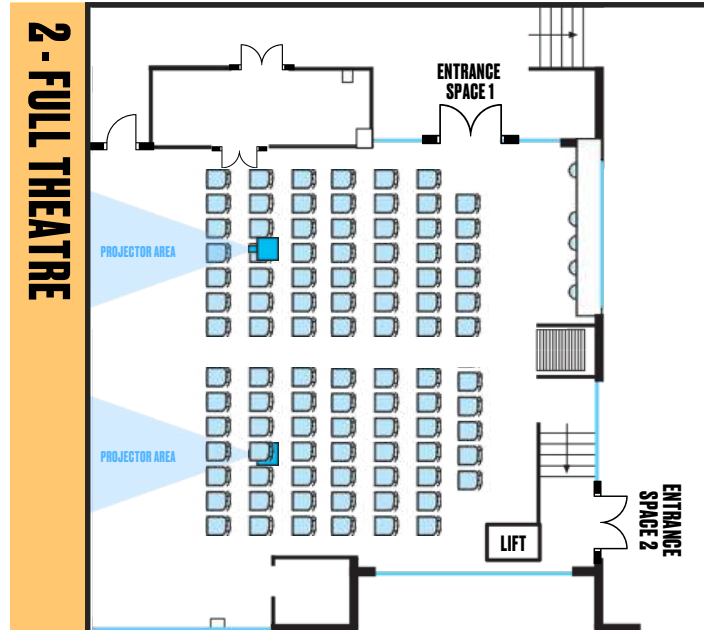 2 - FULL THEATRE
ENTRANCE
SPACE 1
PROJECTOR AREA
PROJECTOR AREA
ENTRANCE
SPACE 2
LIFT